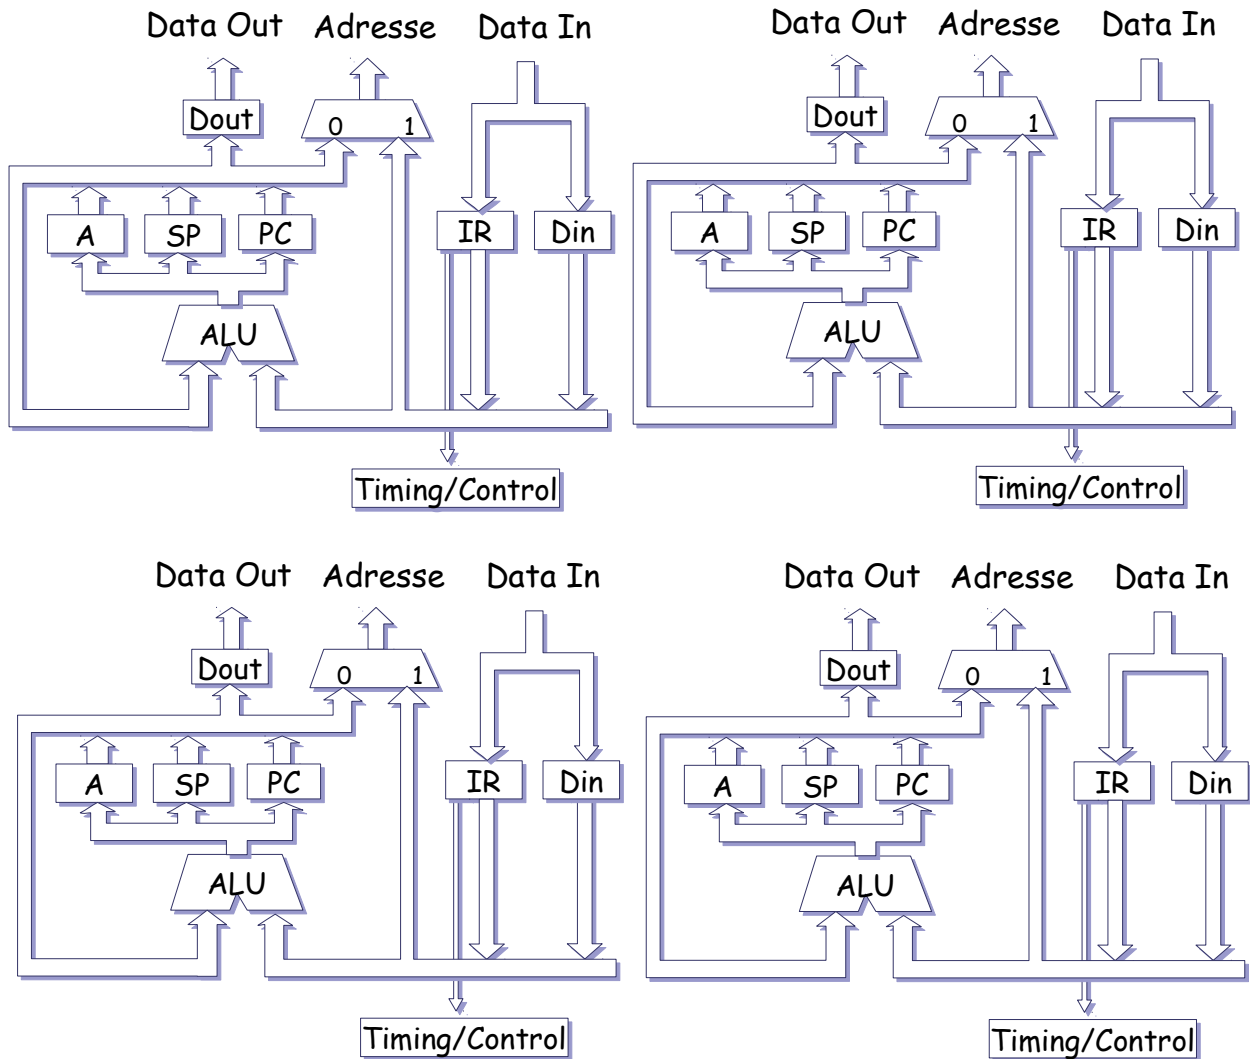 Data Out Adresse Data In
Dout 0 1
A SP PC IR Din
ALU
Timing/Control
Data Out Adresse Data In
Dout 0 1
A SP PC IR Din
ALU
Timing/Control
Data Out Adresse Data In
Dout 0 1
A SP PC IR Din
ALU
Timing/Control
Data Out Adresse Data In
Dout 0 1
A SP PC IR Din
ALU
Timing/Control